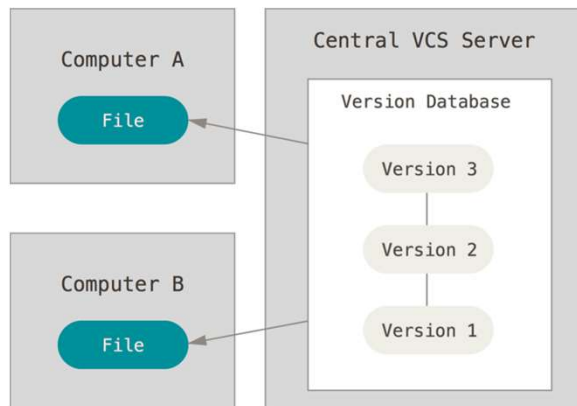 Computer A
File
Computer B
File
Central VCS Server
Version Database
Version 3
Version 2
Version 1